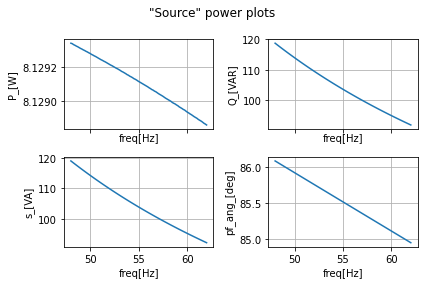 "Source" power plots
P_[W]
8.1292
8.1290
freq[Hz]
Q_[VAR]
120
110
100
freq[Hz]
s_[VA]
120
110
100
50
55
60
freq[Hz]
pf_ang_[deg]
86.0
85.5
85.0
50
55
60
freq[Hz]